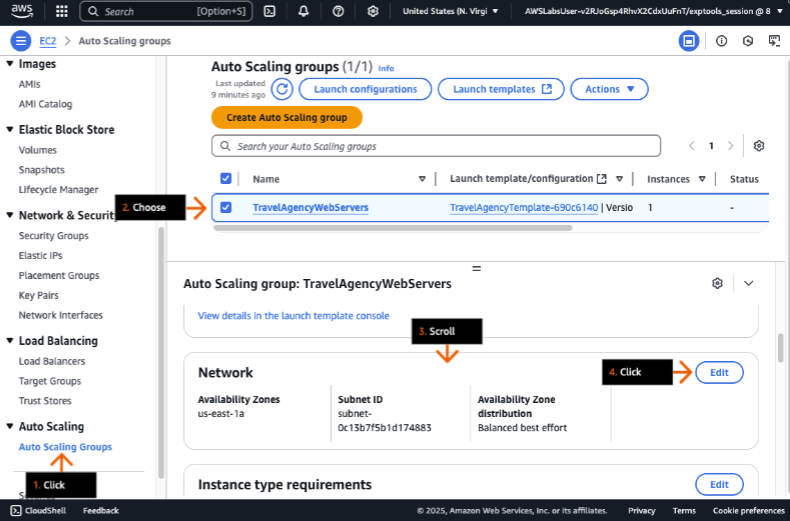 aws
Search [Option+S]
United States (N. Virgi
AWSLabsUser-v2RJoGsp4RhvX2CdxUuFnT/exptools_session @ 8
EC2 > Auto Scaling groups
Images
AMIs
AMI Catalog
Elastic Block Store
Volumes
Snapshots
Lifecycle Manager
Network & Security
Security Groups
Elastic IPs
Placement Groups
Key Pairs
Network Interfaces
Load Balancing
Load Balancers
Target Groups
Trust Stores
Auto Scaling
Auto Scaling Groups
1. Click
2. Choose
Auto Scaling groups (1/1) Info
Last updated
9 minutes ago
Launch configurations
Launch templates
Actions
Create Auto Scaling group
Search your Auto Scaling groups
1
Name
Launch template/configuration
Instances
Status
TravelAgencyWebServers
TravelAgencyTemplate-690c6140 | Versio
1
-
Auto Scaling group: TravelAgencyWebServers
View details in the launch template console
3. Scroll
Network
4. Click
Edit
Availability Zones
us-east-1a
Subnet ID
subnet-
0c13b7f5b1d174883
Availability Zone
distribution
Balanced best effort
Instance type requirements
Edit
CloudShell
Feedback
© 2025, Amazon Web Services, Inc. or its affiliates.
Privacy
Terms
Cookie preferences